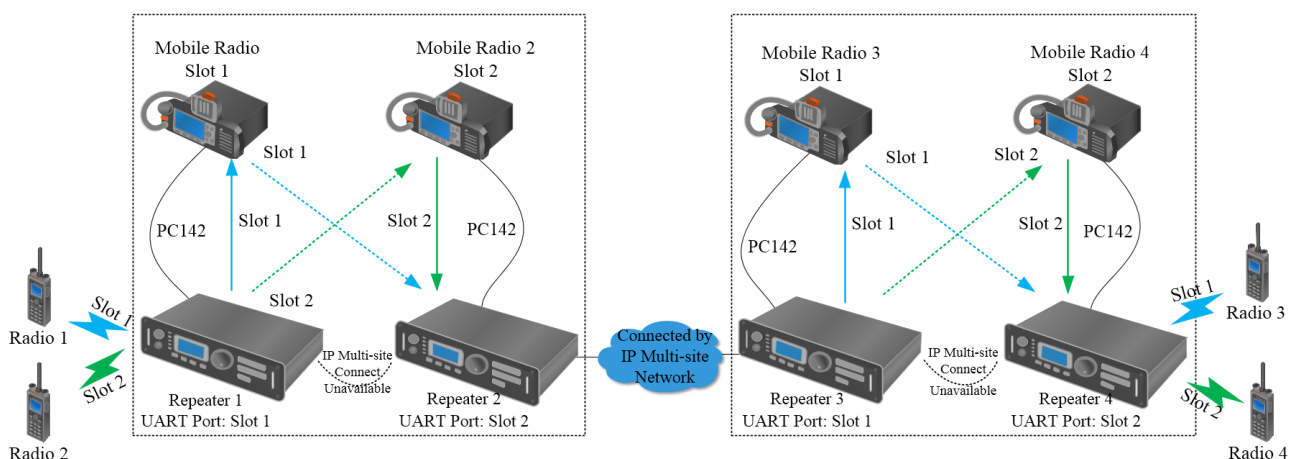 Mobile Radio
Slot 1
Mobile Radio 2
Slot 2
Mobile Radio 3
Slot 1
Mobile Radio 4
Slot 2
Slot 1
Slot 1
Slot 2
Slot 2
PC142
PC142
Slot 1
Slot 1
Slot 2
Slot 2
PC142
PC142
Slot 1
Radio 1
Slot 2
Radio 2
Slot 2
IP Multi-site
Connect
Unavailable
Repeater 1
UART Port: Slot 1
Repeater 2
UART Port: Slot 2
Connected by
IP Multi-site
Network
IP Multi-site
Connect
Unavailable
Repeater 3
UART Port: Slot 1
Repeater 4
UART Port: Slot 2
Slot 1
Radio 3
Slot 2
Radio 4